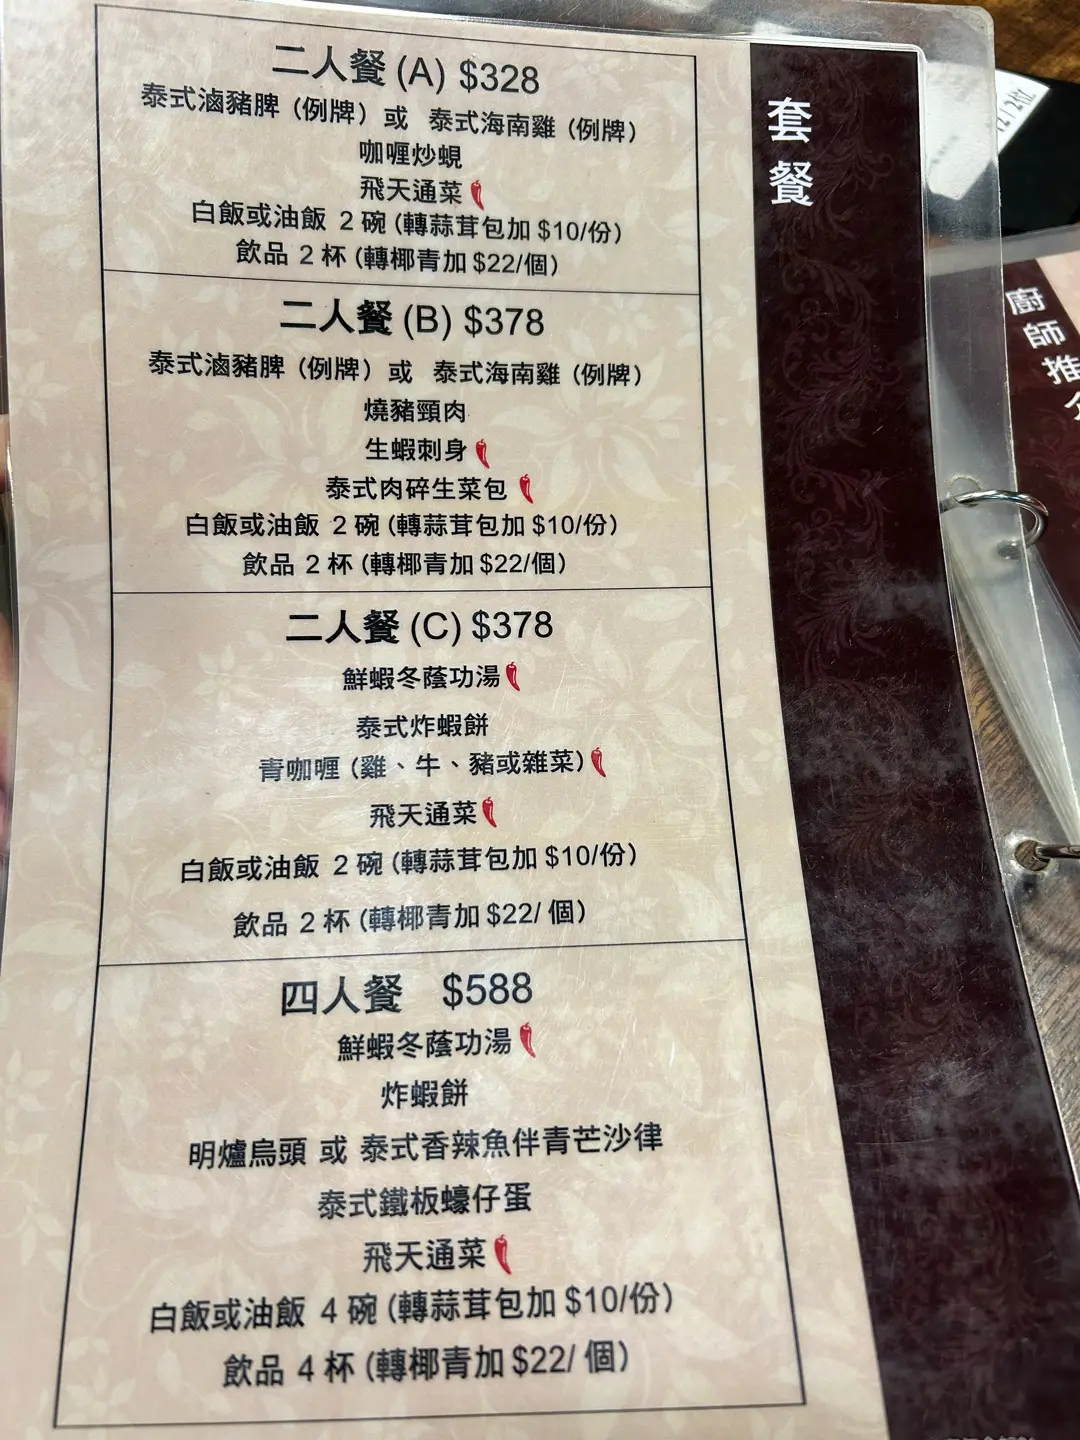 二人餐 (A) $328
泰式滷豬脾（例牌）或 泰式海南雞（例牌）
咖喱炒蜆
飛天通菜
白飯或油飯 2 碗 (轉蒜茸包加 $10/份)
飲品 2 杯 (轉椰青加 $22/個)
二人餐 (B) $378
泰式滷豬脾（例牌）或 泰式海南雞（例牌）
燒豬頸肉
生蝦刺身
泰式肉碎生菜包
白飯或油飯 2 碗 (轉蒜茸包加 $10/份)
飲品 2 杯 (轉椰青加 $22/個)
二人餐 (C) $378
鮮蝦冬蔭功湯
泰式炸蝦餅
青咖喱 (雞、牛、豬或雜菜)
飛天通菜
白飯或油飯 2 碗 (轉蒜茸包加 $10/份)
飲品 2 杯 (轉椰青加 $22/ 個)
四人餐 $588
鮮蝦冬蔭功湯
炸蝦餅
明爐烏頭 或 泰式香辣魚伴青芒沙律
泰式鐵板蠔仔蛋
飛天通菜
白飯或油飯 4 碗 (轉蒜茸包加 $10/份)
飲品 4 杯 (轉椰青加 $22/ 個)
套餐
廚師推